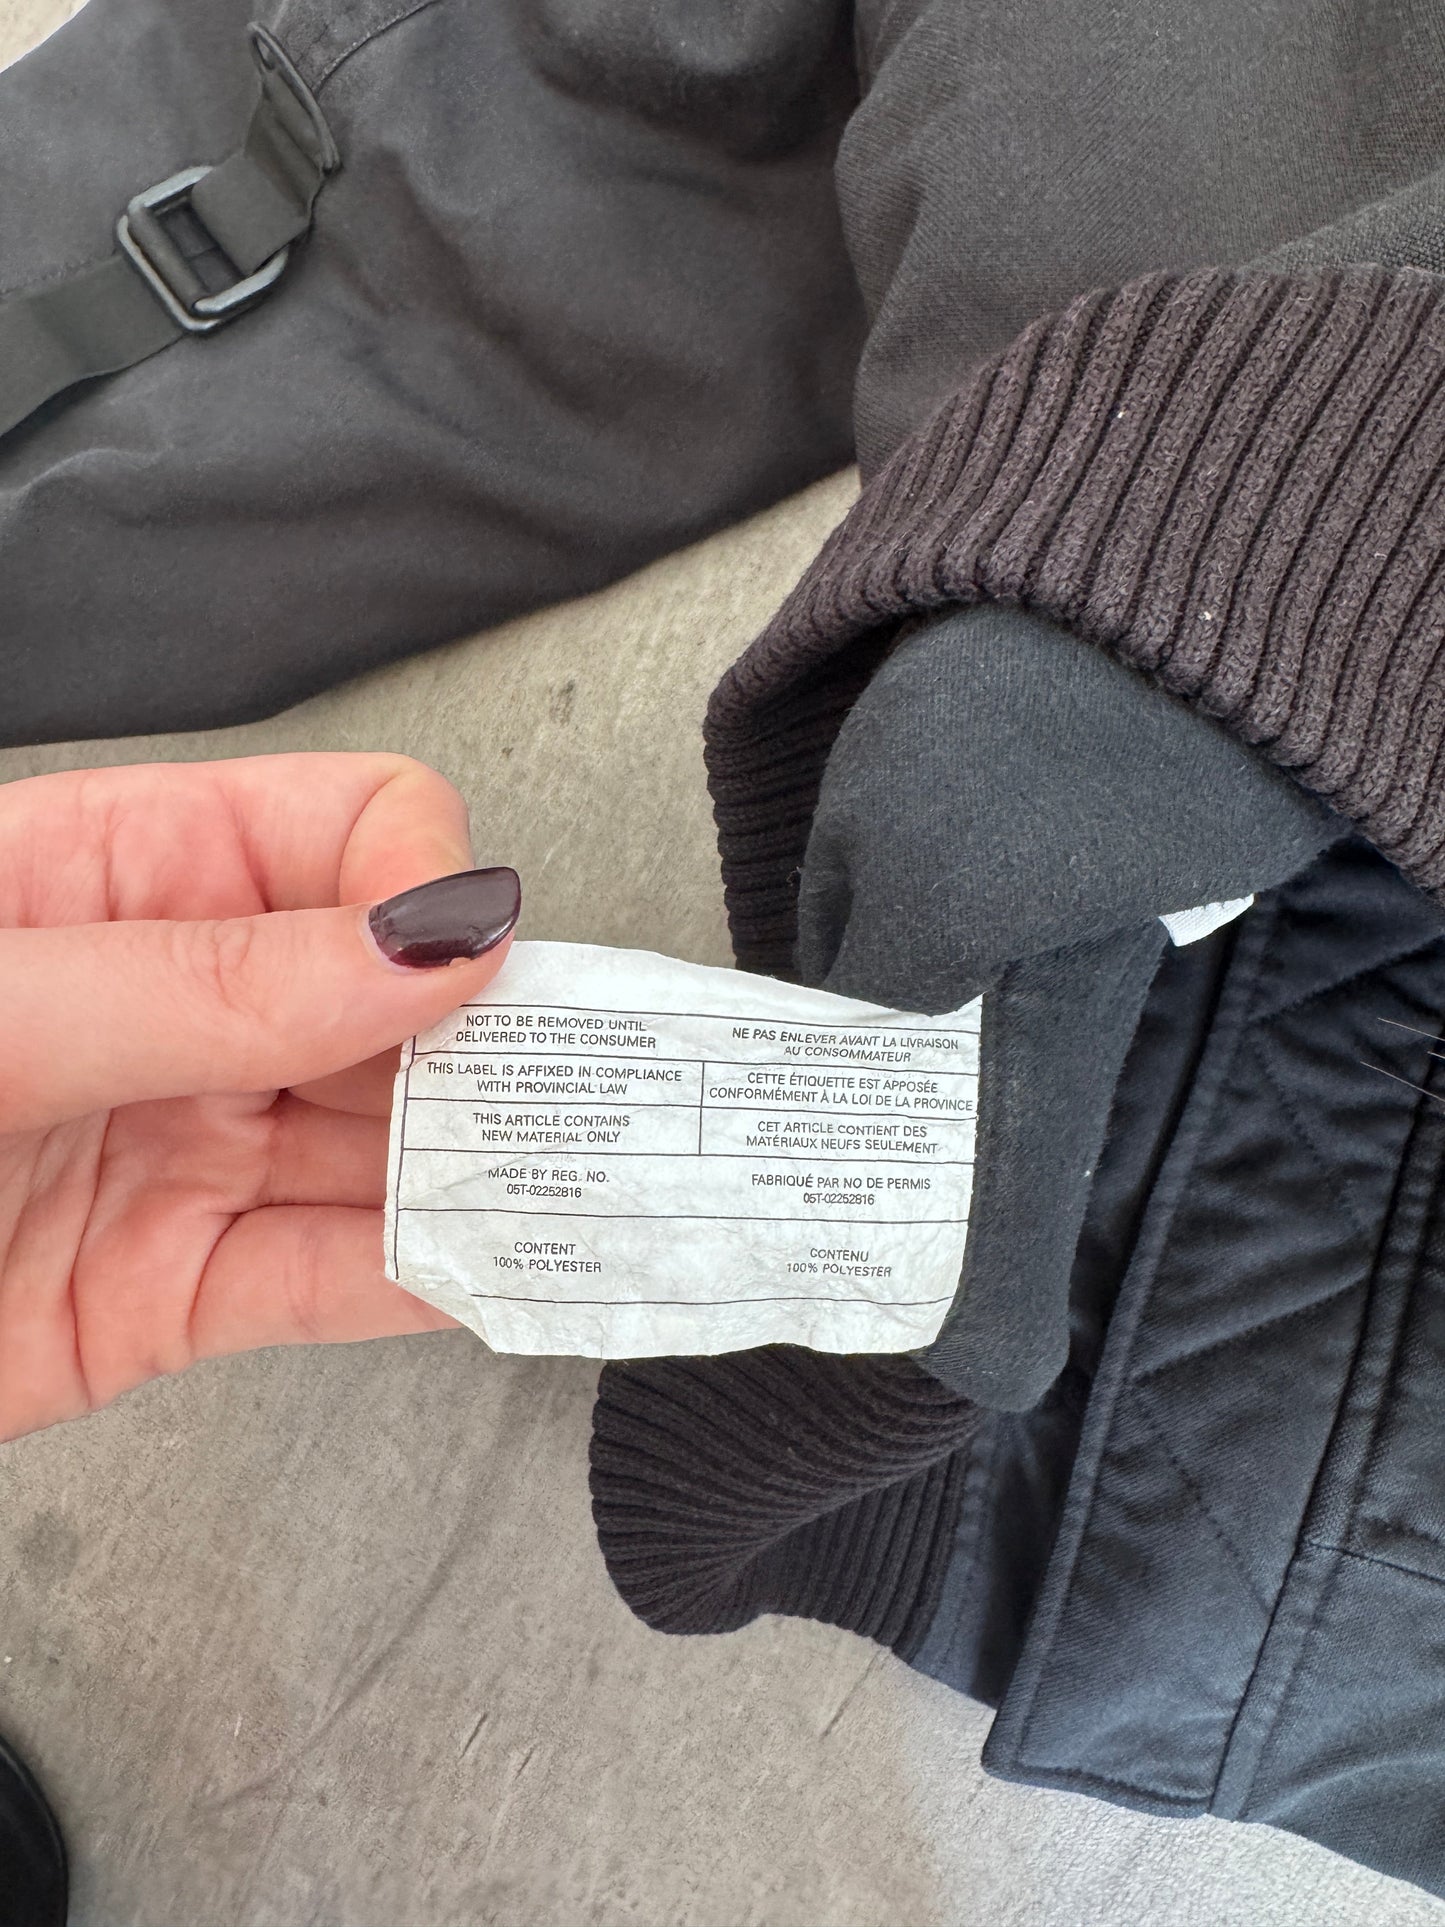 NOT TO BE REMOVED UNTIL
DELIVERED TO THE CONSUMER
NE PAS ENLEVER AVANT LA LIVRAISON
AU CONSOMMATEUR
THIS LABEL IS AFFIXED IN COMPLIANCE
WITH PROVINCIAL LAW
CETTE ÉTIQUETTE EST APPOSÉE
CONFORMÉMENT À LA LOI DE LA PROVINCE
THIS ARTICLE CONTAINS
NEW MATERIAL ONLY
CET ARTICLE CONTIENT DES
MATÉRIAUX NEUFS SEULEMENT
MADE BY REG. NO.
05T-02252816
FABRIQUÉ PAR NO DE PERMIS
05T-02252816
CONTENT
100% POLYESTER
CONTENU
100% POLYESTER